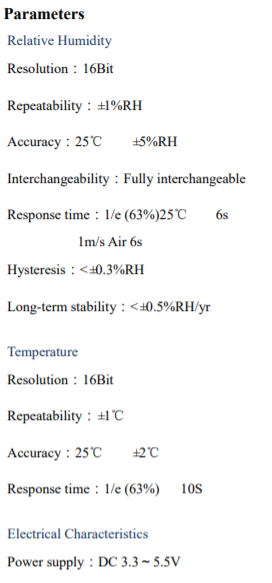 Parameters
Relative Humidity
Resolution：16Bit
Repeatability：±1%RH
Accuracy：25℃ ±5%RH
Interchangeability：Fully interchangeable
Response time：1/e (63%)25℃ 6s
1m/s Air 6s
Hysteresis：<±0.3%RH
Long-term stability：<±0.5%RH/yr
Temperature
Resolution：16Bit
Repeatability：±1℃
Accuracy：25℃ ±2℃
Response time：1/e (63%) 10S
Electrical Characteristics
Power supply：DC 3.3～5.5V